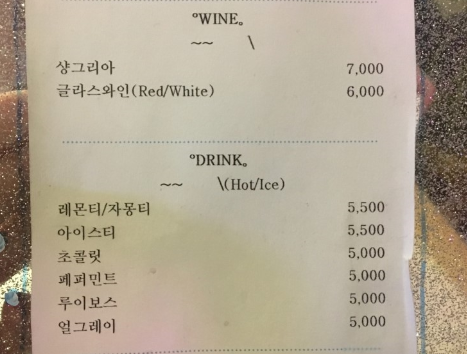 °WINE。
~~ \
샹그리아 7,000
글라스와인(Red/White) 6,000
°DRINK。
~~ \(Hot/Ice)
레몬티/자몽티 5,500
아이스티 5,500
초콜릿 5,000
페퍼민트 5,000
루이보스 5,000
얼그레이 5,000